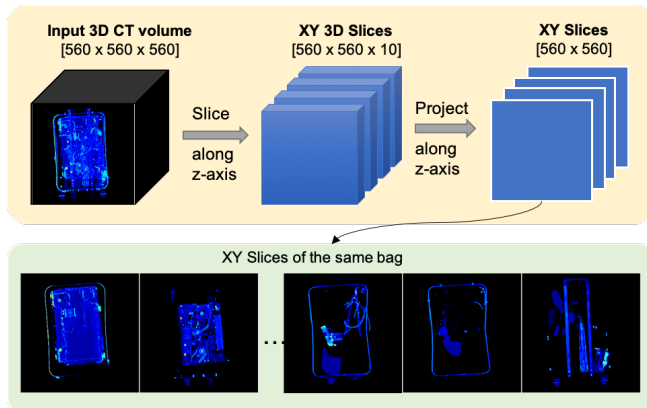 Input 3D CT volume
[560 x 560 x 560]
Slice
along
z-axis
XY 3D Slices
[560 x 560 x 10]
Project
along
z-axis
XY Slices
[560 x 560]
XY Slices of the same bag
...